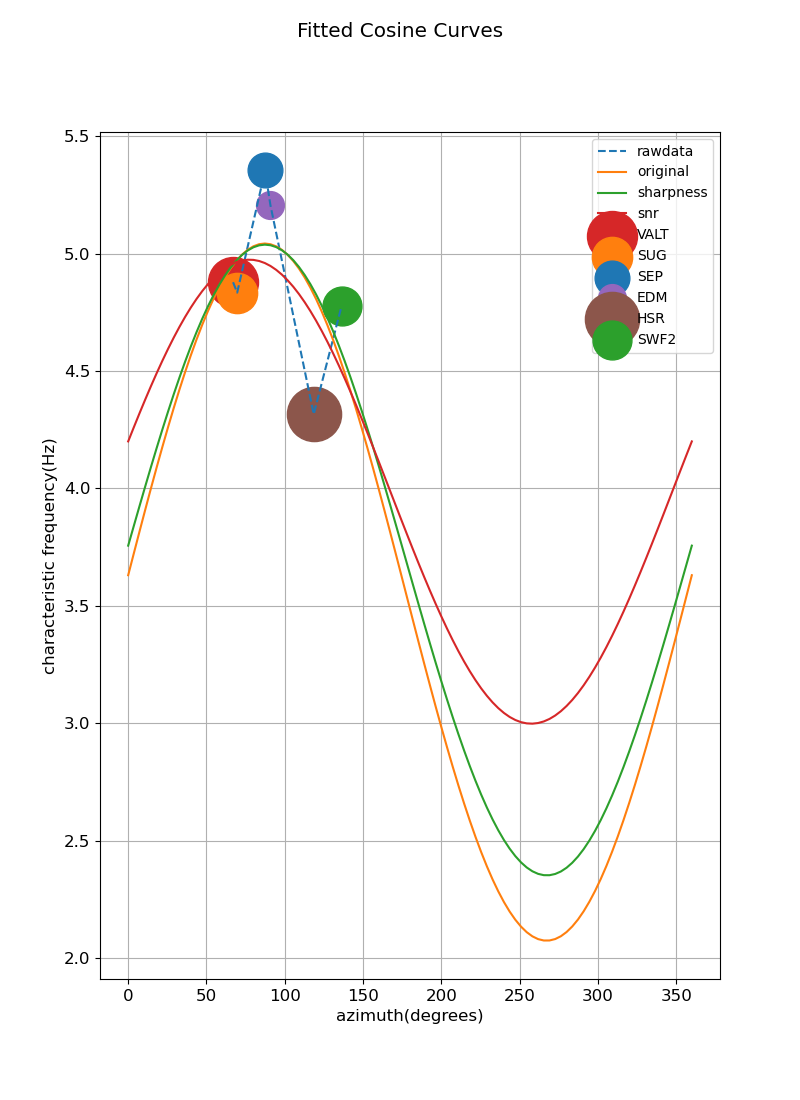 Fitted Cosine Curves
5.5
5.0
4.5
4.0
3.5
3.0
2.5
2.0
characteristic frequency(Hz)
rawdata
original
sharpness
snr
VALT
SUG
SEP
EDM
HSR
SWF2
0 50 100 150 200 250 300 350
azimuth(degrees)